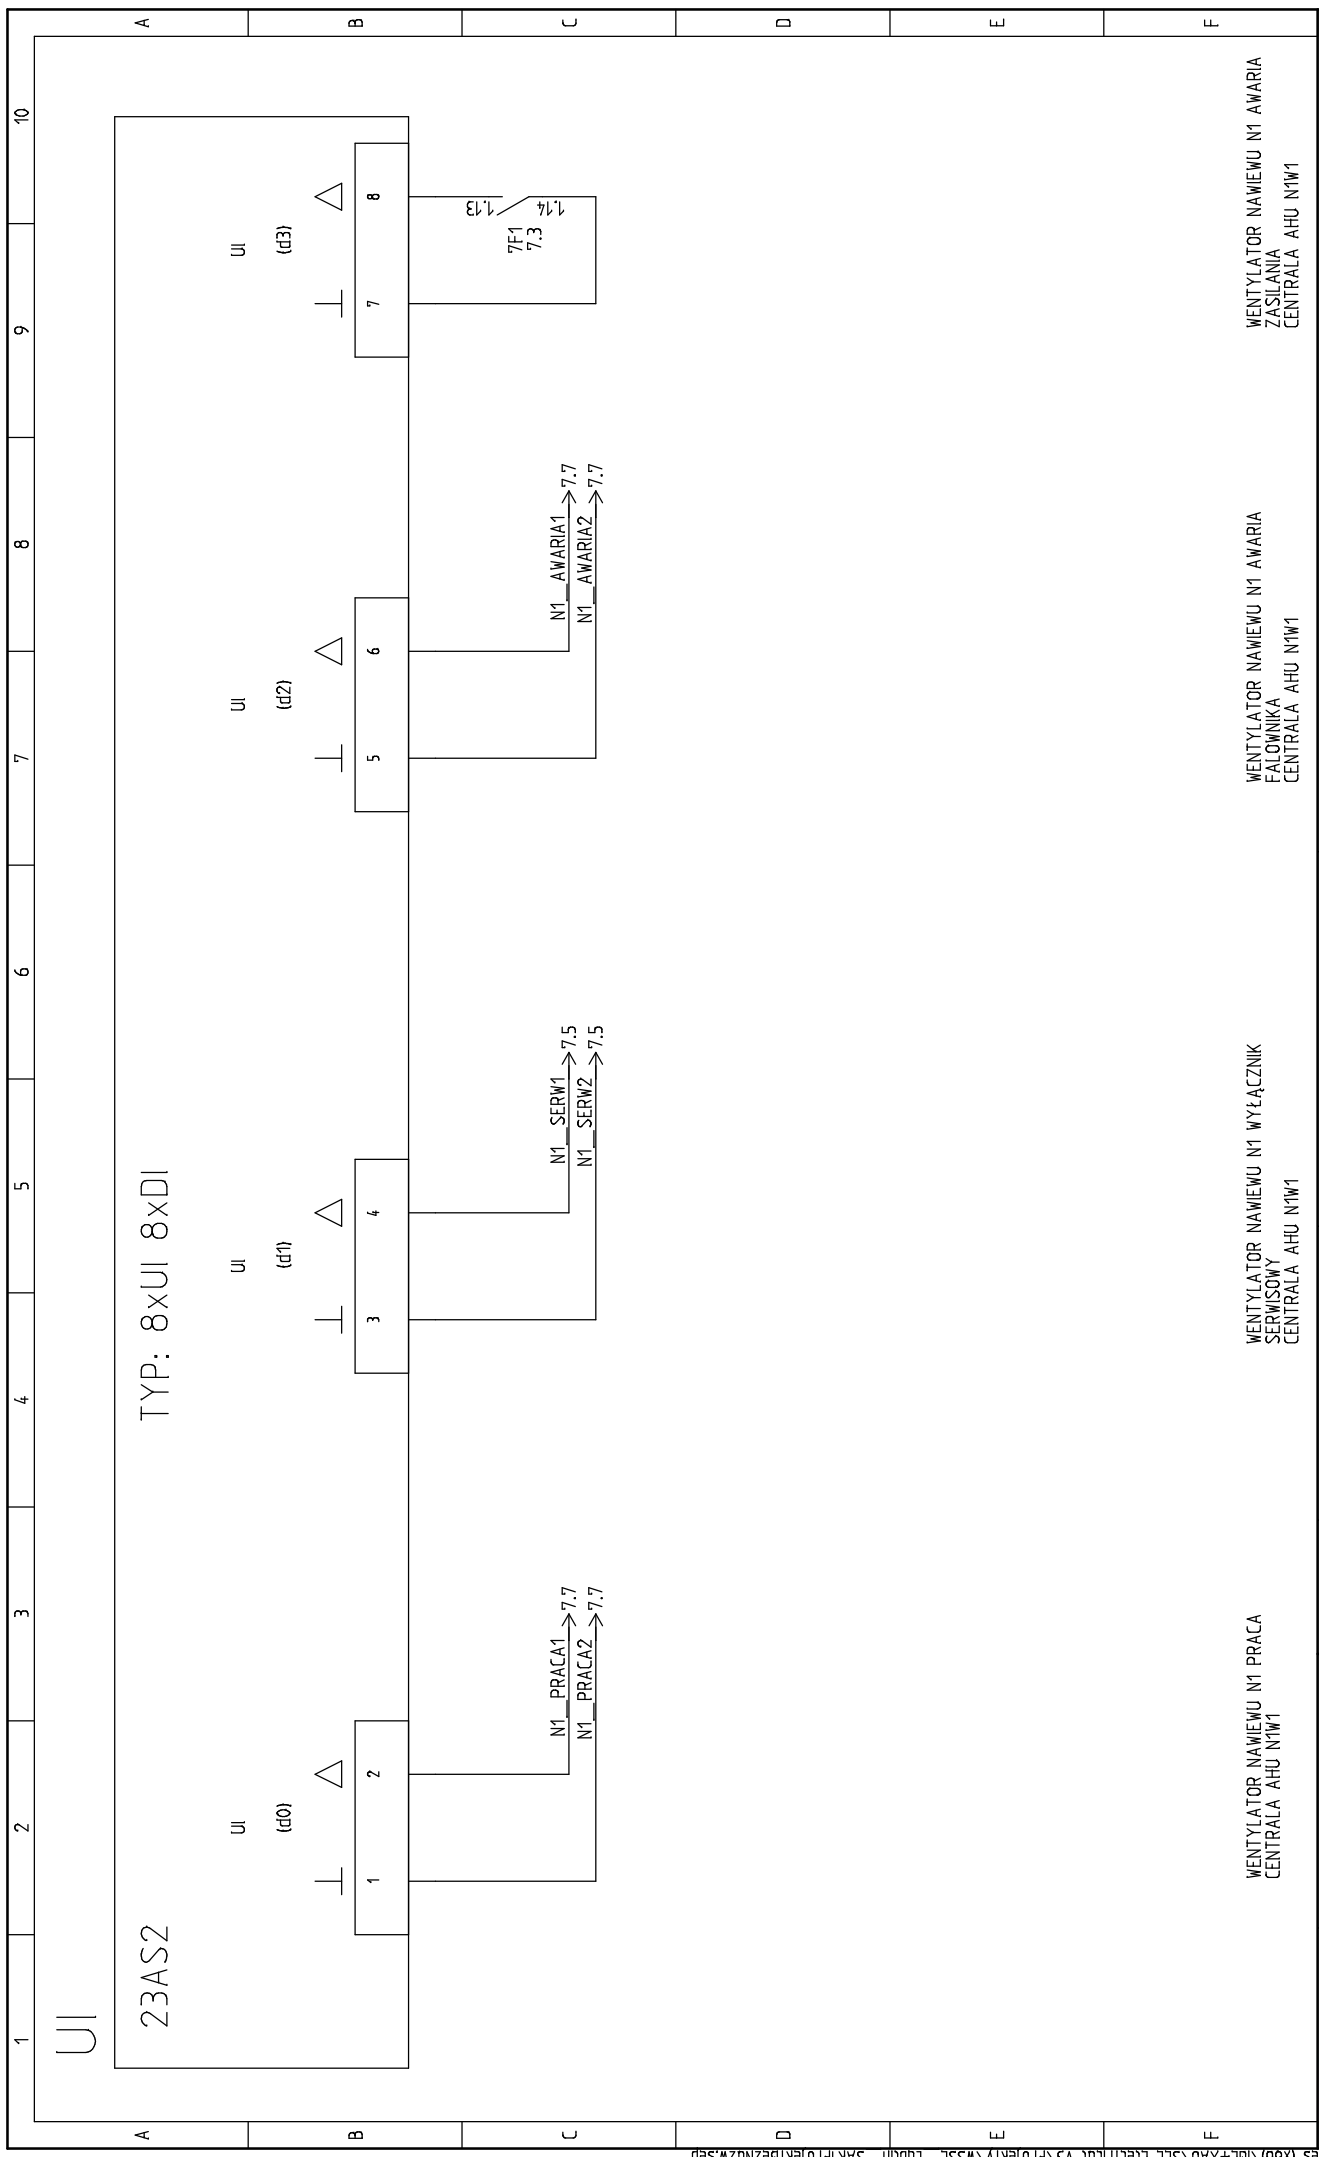 1 2 3 4 5 6 7 8 9 10
A A
UI
23AS2 TYP: 8xUI 8xDI
UI UI UI UI
(d0) (d1) (d2) (d3)
B B
1 2 3 4 5 6 7 8
1.13
7F1
7.3
1.14
C C
N1_PRACA1 7.7
N1_PRACA2 7.7
N1_SERW1 7.5
N1_SERW2 7.5
N1_AWARIA1 7.7
N1_AWARIA2 7.7
D D
E E
F F
WENTYLATOR NAWIEWU N1 PRACA
CENTRALA AHU N1W1
WENTYLATOR NAWIEWU N1 WYŁĄCZNIK
SERWISOWY
CENTRALA AHU N1W1
WENTYLATOR NAWIEWU N1 AWARIA
FALOWNIKA
CENTRALA AHU N1W1
WENTYLATOR NAWIEWU N1 AWARIA
ZASILANIA
CENTRALA AHU N1W1